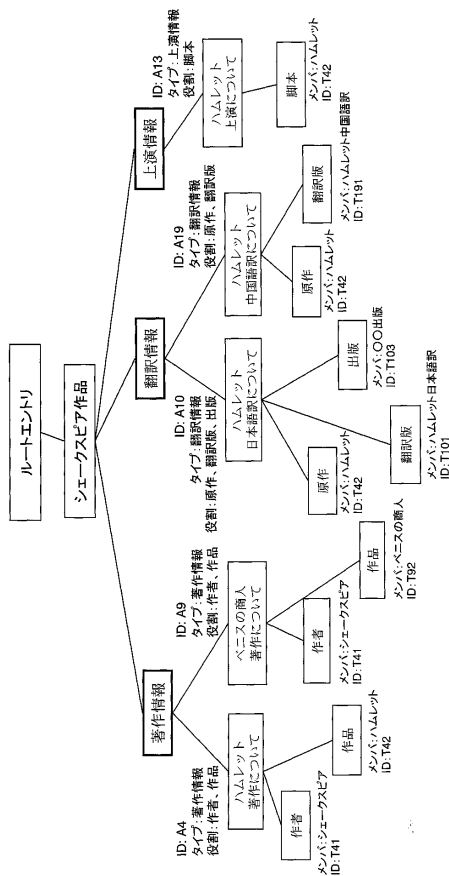 ルートエントリ
シェークスピア作品
著作情報
翻訳情報
上演情報
ID: A4
タイプ:著作情報
役割:作者、作品
ハムレット
著作について
作者
メンバ:シェークスピア
ID:T41
作品
メンバ:ハムレット
ID:T42
ID: A9
タイプ:著作情報
役割:作者、作品
ベニスの商人
著作について
作者
メンバ:シェークスピア
ID:T41
作品
メンバ:ベニスの商人
ID:T92
ID: A10
タイプ:翻訳情報
役割:原作、翻訳版、出版
ハムレット
日本語訳について
原作
メンバ:ハムレット
ID:T42
翻訳版
メンバ:ハムレット日本語訳
ID:T101
出版
メンバ:〇〇出版
ID:T103
ID: A19
タイプ:翻訳情報
役割:原作、翻訳版
ハムレット
中国語訳について
原作
メンバ:ハムレット
ID:T42
翻訳版
メンバ:ハムレット中国語訳
ID:T191
ID: A13
タイプ:上演情報
役割:脚本
ハムレット
上演について
脚本
メンバ:ハムレット
ID:T42